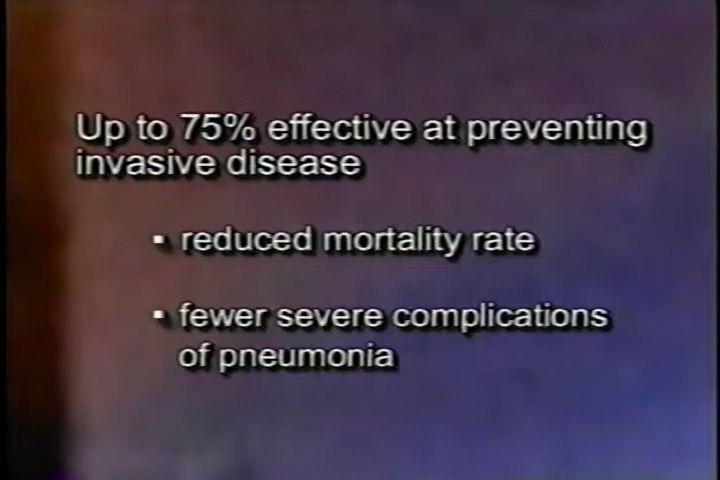 Up to 75% effective at preventing
invasive disease
▪ reduced mortality rate
▪ fewer severe complications
of pneumonia